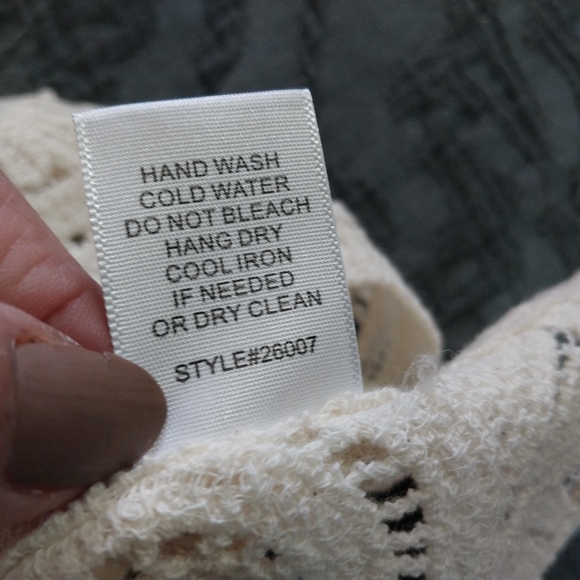 HAND WASH
COLD WATER
DO NOT BLEACH
HANG DRY
COOL IRON
IF NEEDED
OR DRY CLEAN
STYLE#26007